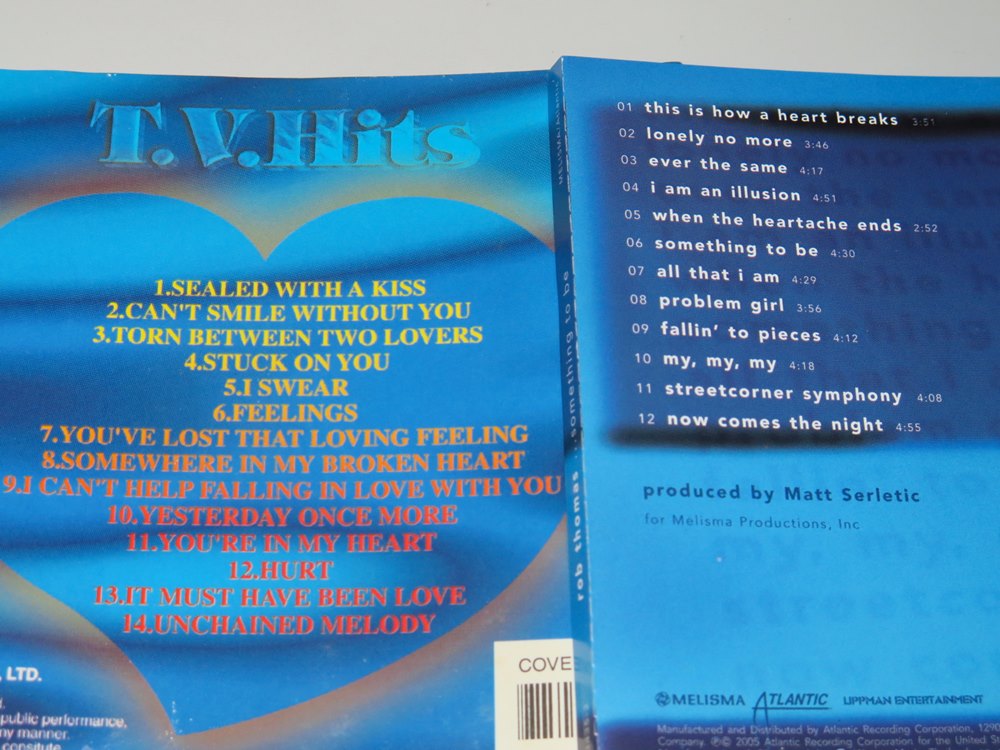 T.V.Hits
1.SEALED WITH A KISS
2.CAN'T SMILE WITHOUT YOU
3.TORN BETWEEN TWO LOVERS
4.STUCK ON YOU
5.I SWEAR
6.FEELINGS
7.YOU'VE LOST THAT LOVING FEELING
8.SOMEWHERE IN MY BROKEN HEART
9.I CAN'T HELP FALLING IN LOVE WITH YOU
10.YESTERDAY ONCE MORE
11.YOU'RE IN MY HEART
12.HURT
13.IT MUST HAVE BEEN LOVE
14.UNCHAINED MELODY
, LTD.
public performance,
ny manner.
consitute
COVE
rob thomas ...something to be
01 this is how a heart breaks 3:51
02 lonely no more 3:46
03 ever the same 4:17
04 i am an illusion 4:51
05 when the heartache ends 2:52
06 something to be 4:30
07 all that i am 4:29
08 problem girl 3:56
09 fallin' to pieces 4:12
10 my, my, my 4:18
11 streetcorner symphony 4:08
12 now comes the night 4:55
produced by Matt Serletic
for Melisma Productions, Inc
MELISMA ATLANTIC LIPPMAN ENTERTAINMENT
Manufactured and Distributed by Atlantic Recording Corporation, 1290
Company. ℗© 2005 Atlantic Recording Corporation for the United St